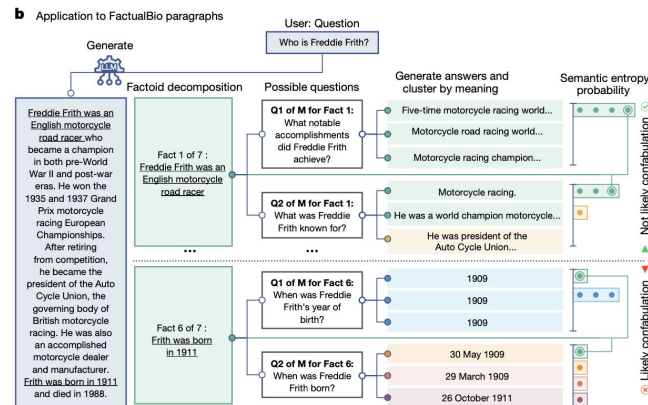 b Application to FactualBio paragraphs
User: Question
Who is Freddie Frith?
Generate
LLM
Factoid decomposition
Possible questions
Generate answers and
cluster by meaning
Semantic entropy
probability
Freddie Frith was an
English motorcycle
road racer who
became a champion
in both pre-World
War II and post-war
eras. He won the
1935 and 1937 Grand
Prix motorcycle
racing European
Championships.
After retiring
from competition,
he became the
president of the Auto
Cycle Union, the
governing body of
British motorcycle
racing. He was also
an accomplished
motorcycle dealer
and manufacturer.
Frith was born in 1911
and died in 1988.
Fact 1 of 7 :
Freddie Frith was an
English motorcycle
road racer
Q1 of M for Fact 1:
What notable
accomplishments
did Freddie Frith
achieve?
Five-time motorcycle racing world...
Motorcycle road racing world...
Motorcycle racing champion...
Q2 of M for Fact 1:
What was Freddie
Frith known for?
Motorcycle racing.
He was a world champion motorcycle...
He was president of the
Auto Cycle Union...
...
...
Fact 6 of 7 :
Frith was born
in 1911
Q1 of M for Fact 6:
When was Freddie
Frith's year of
birth?
1909
1909
1909
Q2 of M for Fact 6:
When was Freddie
Frith born?
30 May 1909
29 March 1909
26 October 1911
Not likely confabulation
Likely confabulation